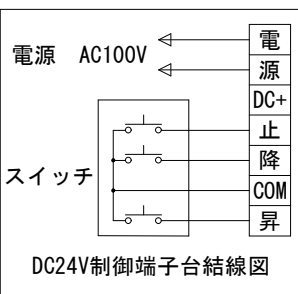 電源 AC100V
電
源
DC+
止
降
COM
昇
スイッチ
DC24V制御端子台結線図